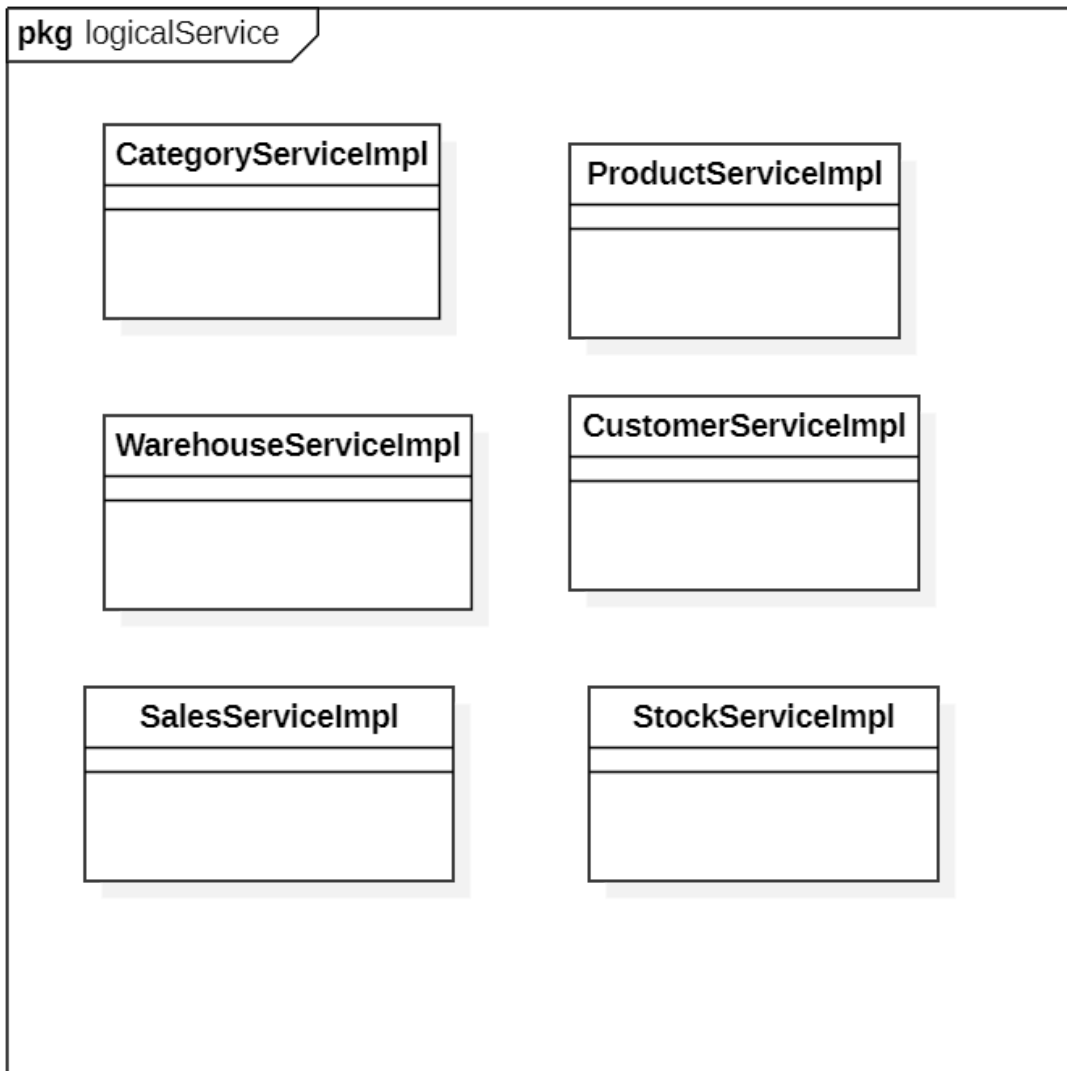 pkg logicalService
CategoryServiceImpl
ProductServiceImpl
WarehouseServiceImpl
CustomerServiceImpl
SalesServiceImpl
StockServiceImpl